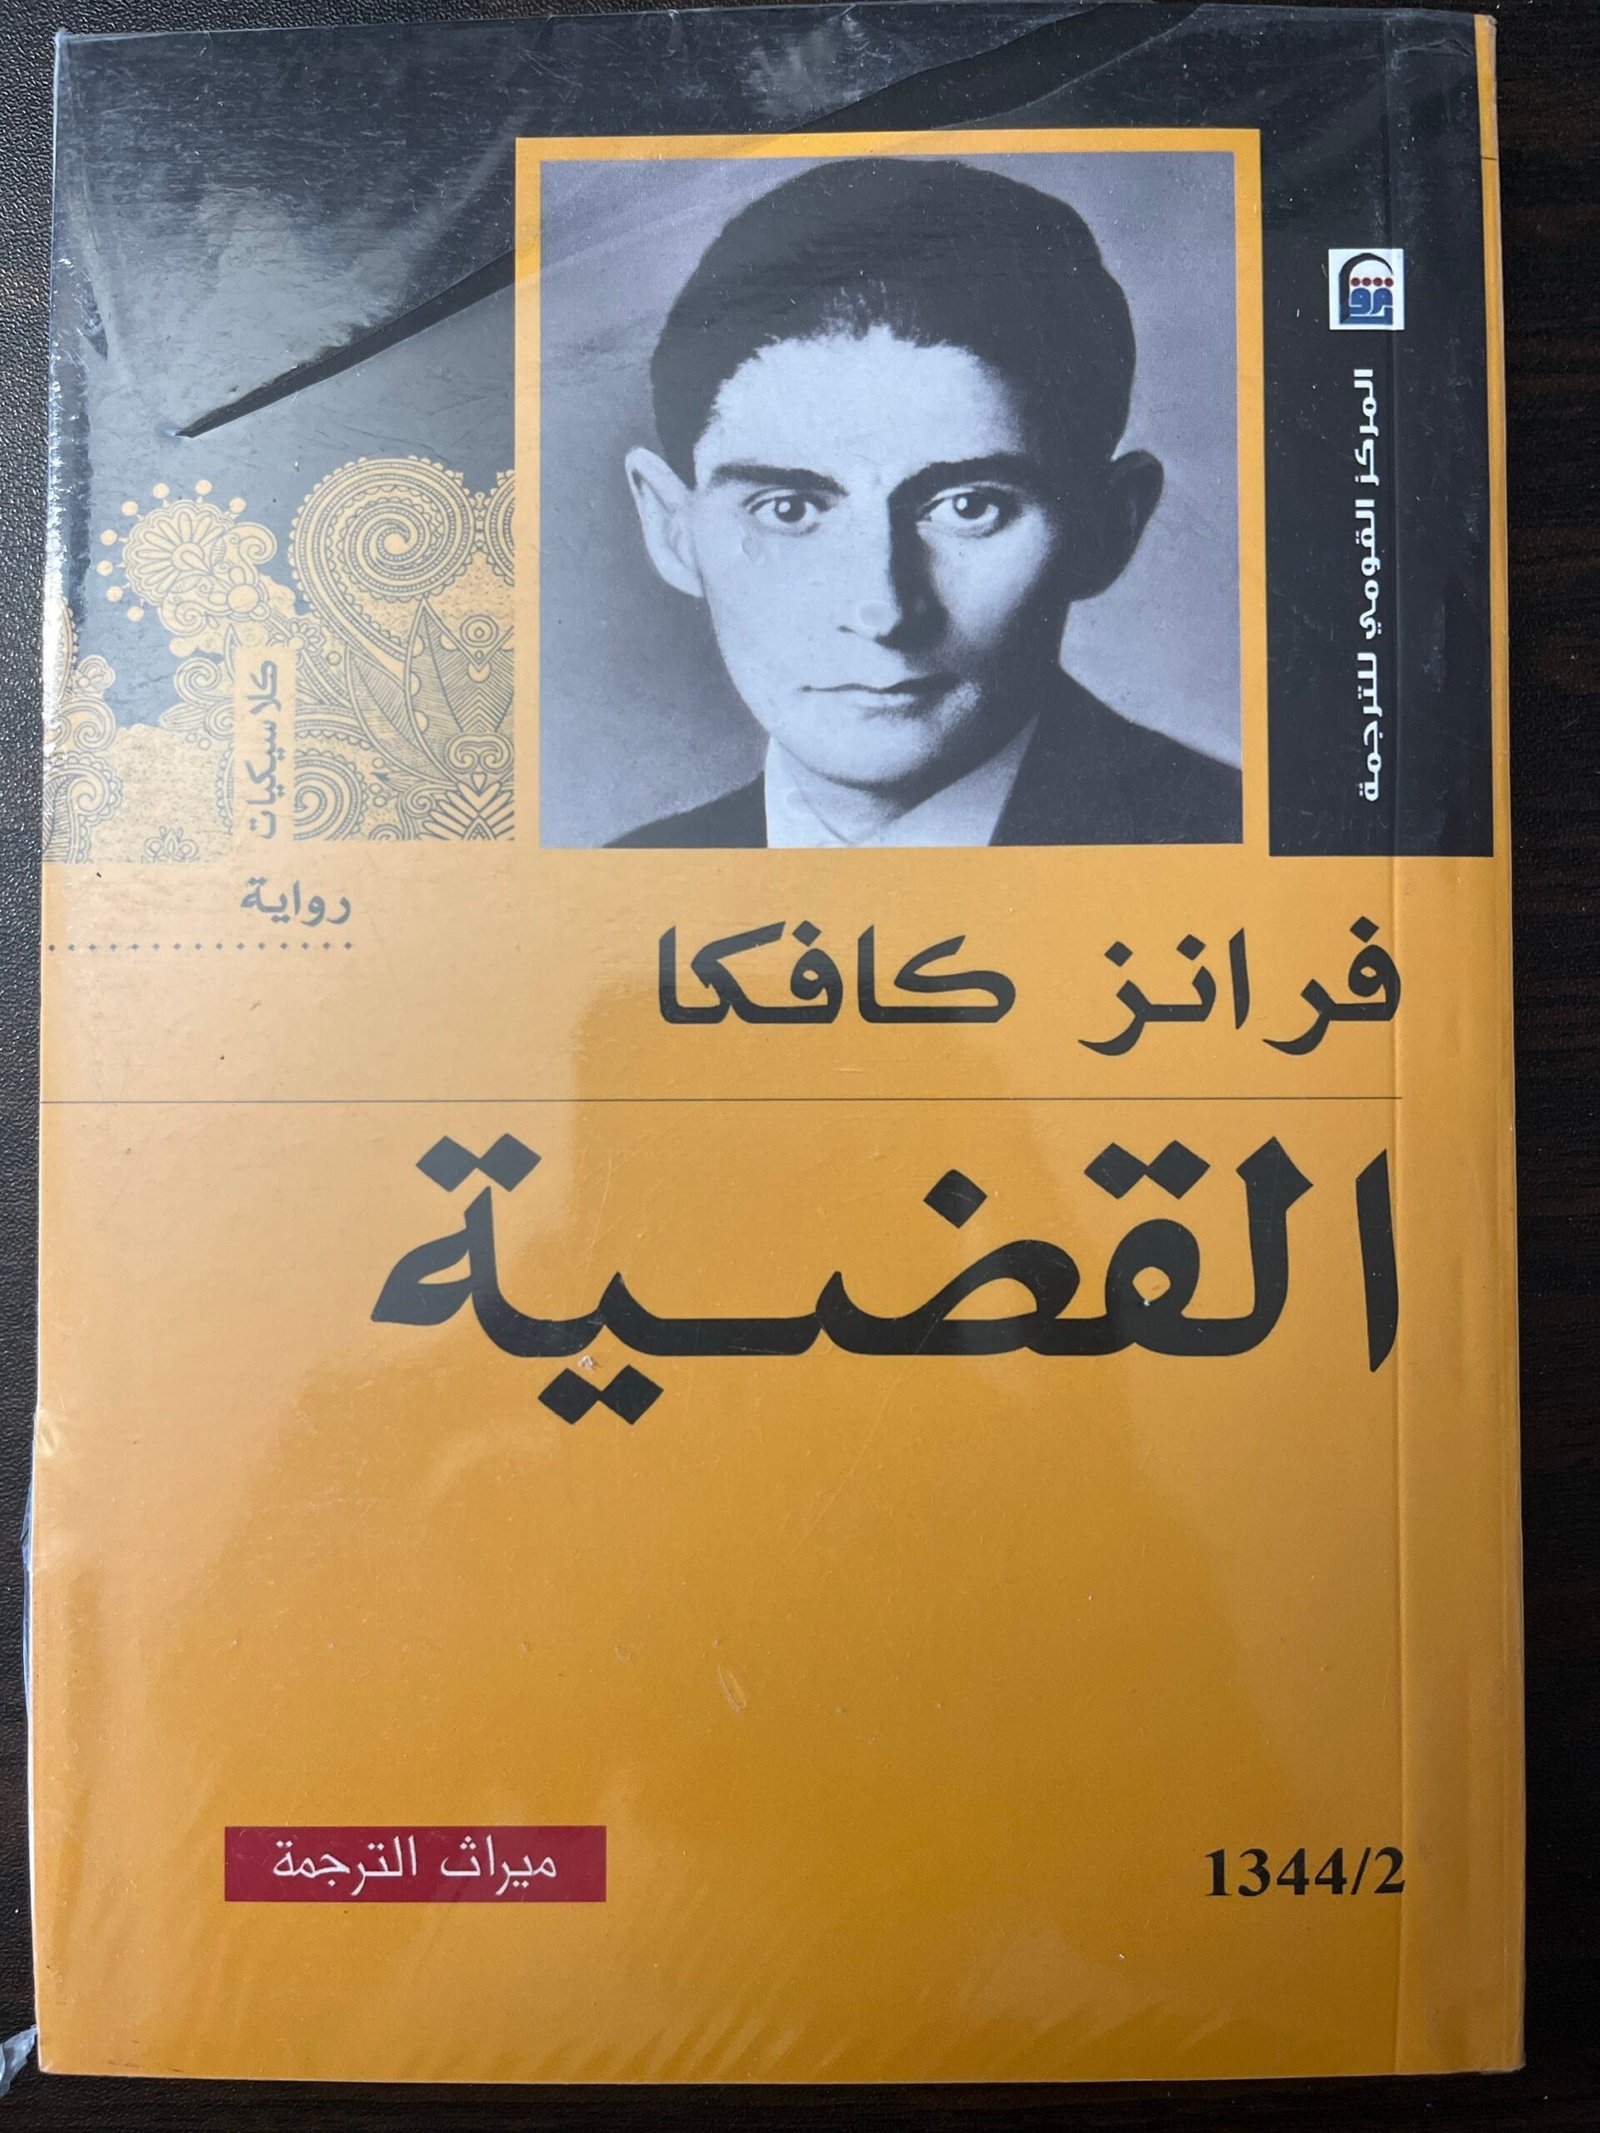 المركز القومي للترجمة
كلاسيكيات
رواية
فرانز كافكا
القضية
ميراث الترجمة
1344/2